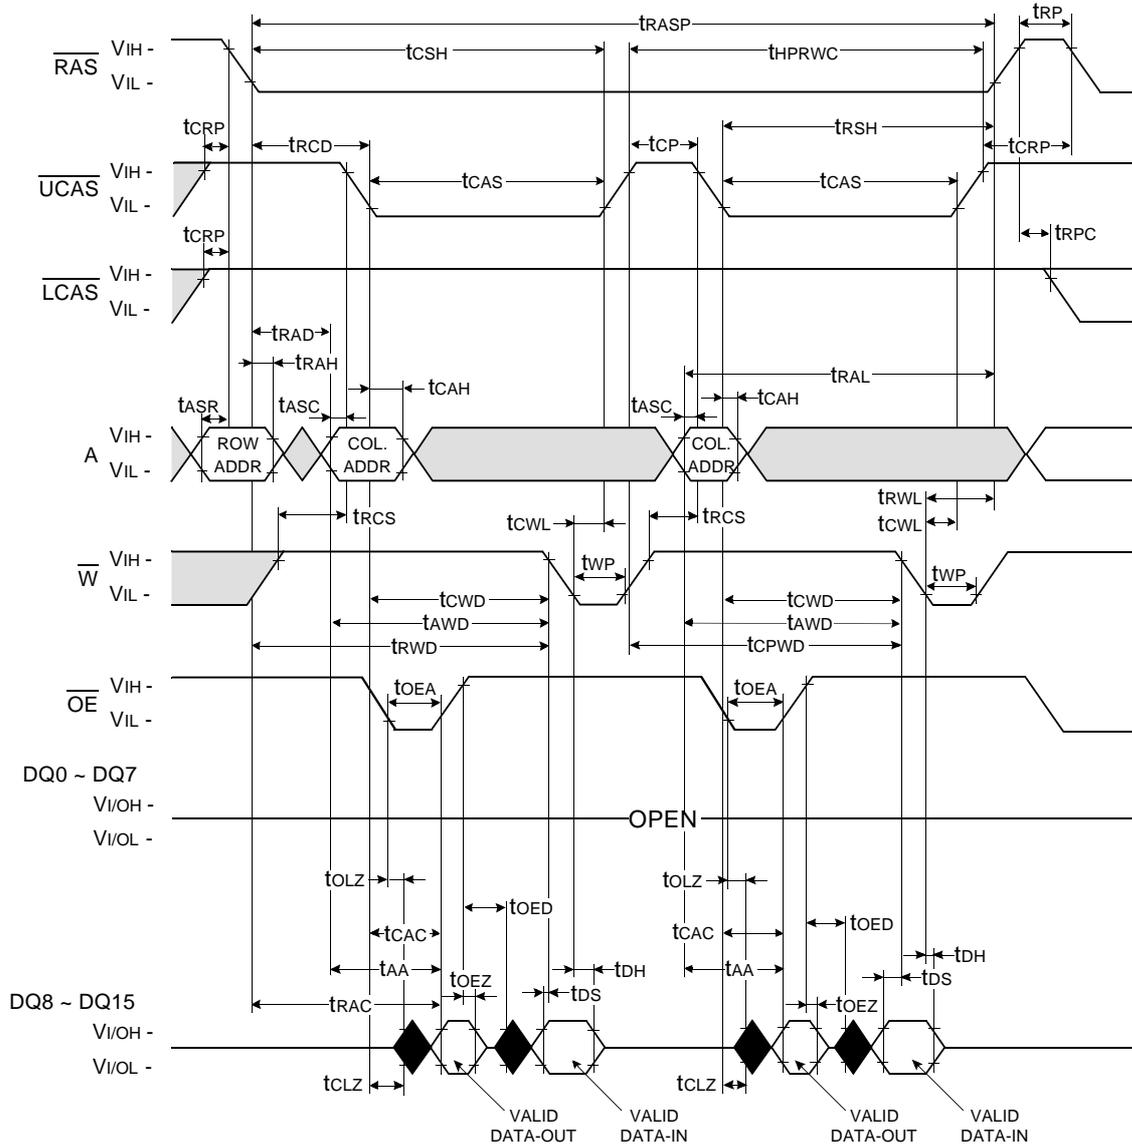 tRASP
tRP
tCSH
tHPRWC
RAS
VIH -
VIL -
tCRP
tRCD
tCP
tRSH
tCRP
UCAS
VIH -
VIL -
tCAS
tCAS
tCRP
tRPC
LCAS
VIH -
VIL -
tRAD
tRAH
tCAH
tRAL
tASR
tASC
tASC
tCAH
A
VIH -
VIL -
ROW
ADDR
COL.
ADDR
COL.
ADDR
tRCS
tCWL
tRCS
tRWL
tCWL
W
VIH -
VIL -
tWP
tWP
tCWD
tCWD
tAWD
tAWD
tRWD
tCPWD
OE
VIH -
VIL -
tOEA
tOEA
DQ0 ~ DQ7
VI/OH -
VI/OL -
OPEN
tOLZ
tOLZ
tOED
tOED
tCAC
tCAC
tDH
tAA
tOEZ
tDH
tAA
tDS
DQ8 ~ DQ15
tRAC
tDS
tOEZ
VI/OH -
VI/OL -
tCLZ
tCLZ
VALID
DATA-OUT
VALID
DATA-IN
VALID
DATA-OUT
VALID
DATA-IN